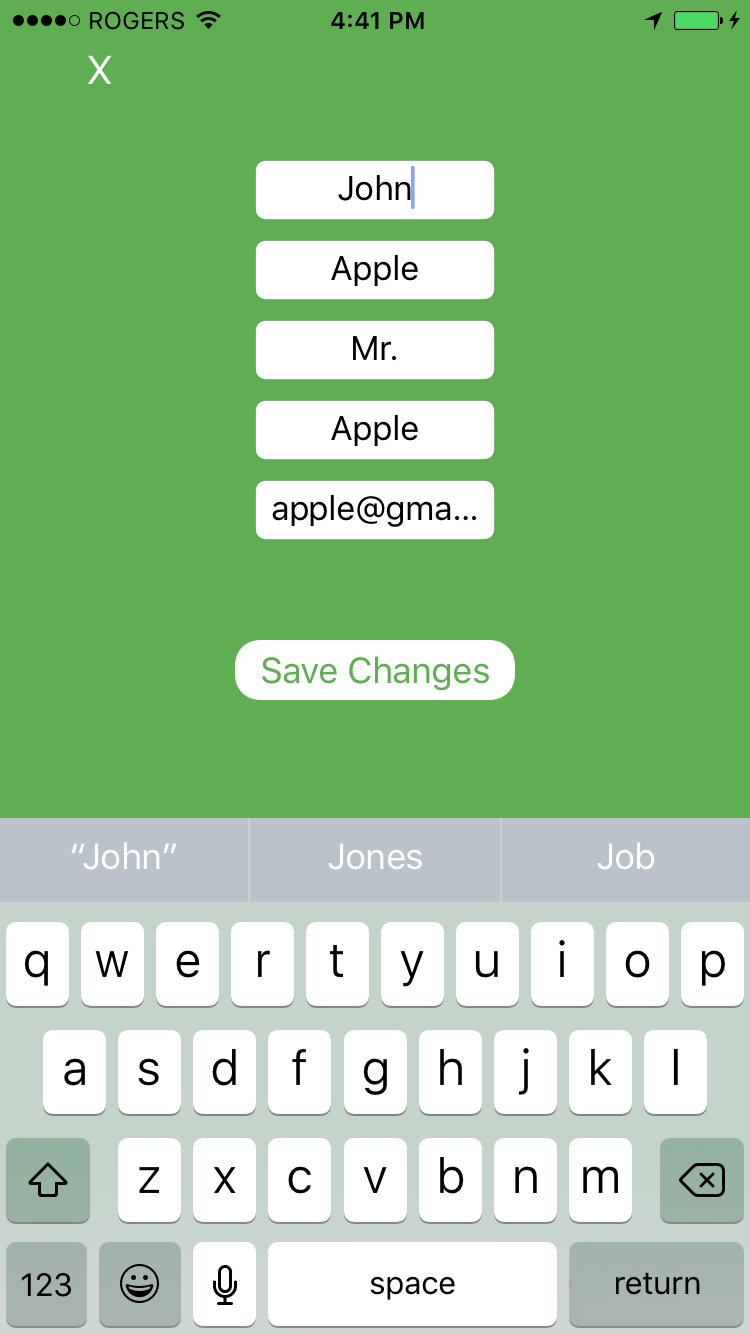 ROGERS 4:41 PM
X
John
Apple
Mr.
Apple
apple@gma...
Save Changes
“John” Jones Job
q w e r t y u i o p
a s d f g h j k l
z x c v b n m
123 space return